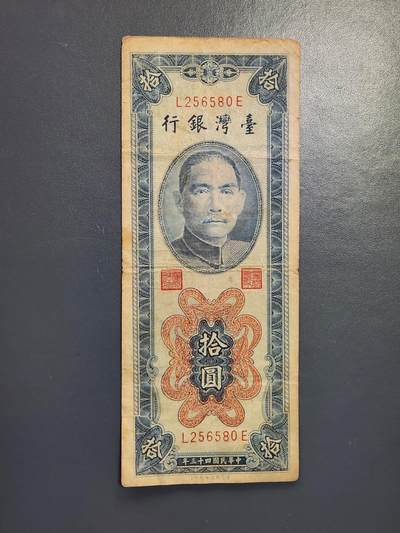 拾 拾
L256580E
臺灣銀行
拾
圓
L256580E
拾 拾
中華民國四十三年